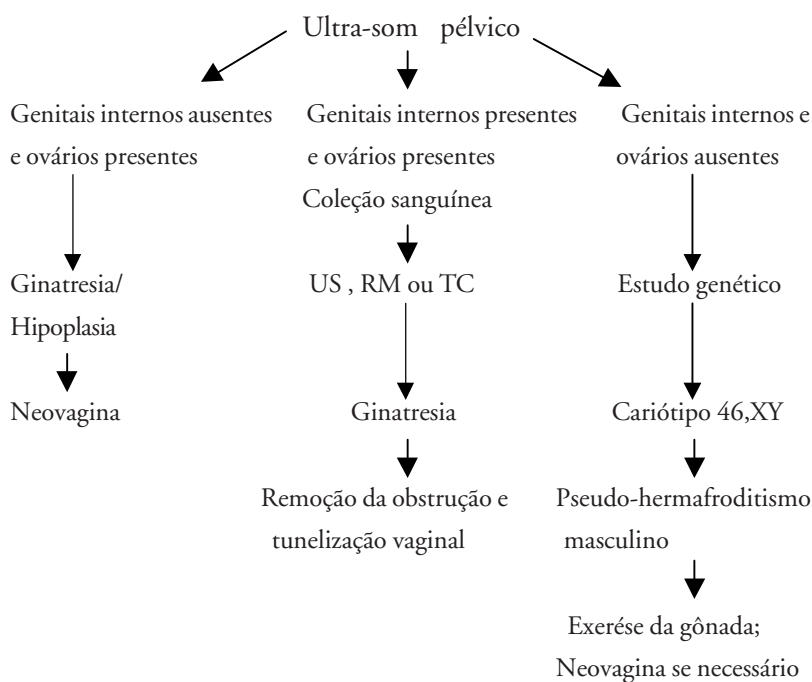 Ultra-som pélvico
Genitais internos ausentes
e ovários presentes
Ginatresia/
Hipoplasia
Neovagina
Genitais internos presentes
e ovários presentes
Coleção sanguínea
US , RM ou TC
Ginatresia
Remoção da obstrução e
tunelização vaginal
Genitais internos e
ovários ausentes
Estudo genético
Cariótipo 46,XY
Pseudo-hermafroditismo
masculino
Exerése da gônada;
Neovagina se necessário